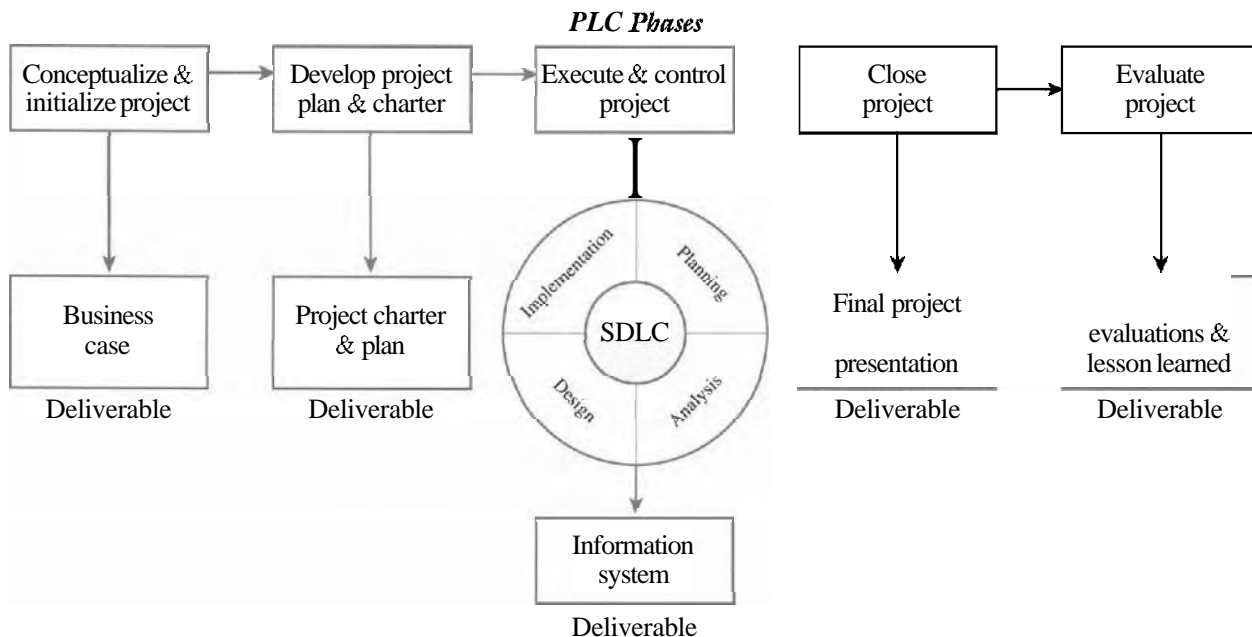 PLC Phases
Conceptualize &
initialize project
Develop project
plan & charter
Execute & control
project
Close
project
Evaluate
project
Business
case
Deliverable
Project charter
& plan
Deliverable
Implementation
Planning
SDLC
Design
Analysis
Information
system
Deliverable
Final project
presentation
Deliverable
evaluations &
lesson learned
Deliverable